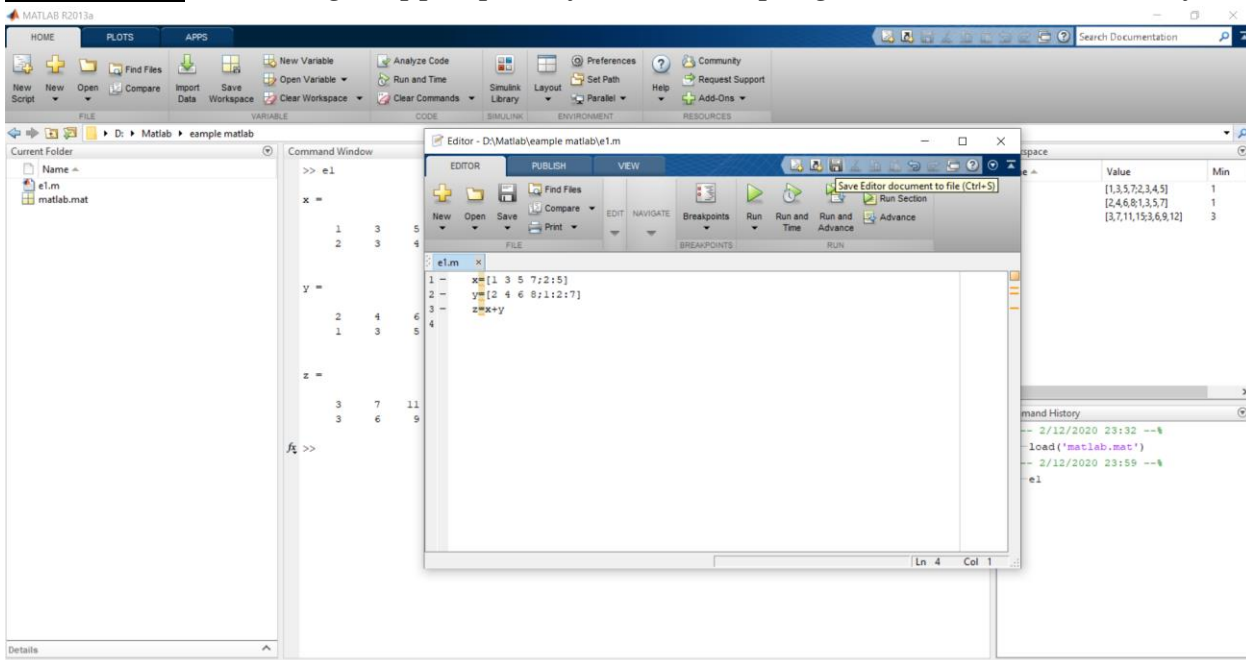 MATLAB R2013a
HOME PLOTS APPS Search Documentation
New Script New Open Find Files Compare Import Data Save Workspace New Variable Open Variable Clear Workspace Analyze Code Run and Time Clear Commands Simulink Library Layout Preferences Set Path Parallel Help Community Request Support Add-Ons
FILE VARIABLE CODE SIMULINK ENVIRONMENT RESOURCES
D: Matlab eample matlab
Current Folder
Name
e1.m
matlab.mat
Details
Command Window
>> e1
x =
1 3 5
2 3 4
y =
2 4 6
1 3 5
z =
3 7 11
3 6 9
fx >>
Editor - D:\Matlab\eample matlab\e1.m
EDITOR PUBLISH VIEW
Save Editor document to file (Ctrl+S)
New Open Save Find Files Compare Print EDIT NAVIGATE Breakpoints Run Run and Time Run and Advance Run Section Advance
FILE BREAKPOINTS RUN
e1.m
1 x=[1 3 5 7;2:5]
2 y=[2 4 6 8;1:2:7]
3 z=x+y
4
Ln 4 Col 1
Value Min
[1,3,5,7;2,3,4,5] 1
[2,4,6,8;1,3,5,7] 1
[3,7,11,15;3,6,9,12] 3
mand History
-- 2/12/2020 23:32 --%
load('matlab.mat')
-- 2/12/2020 23:59 --%
e1